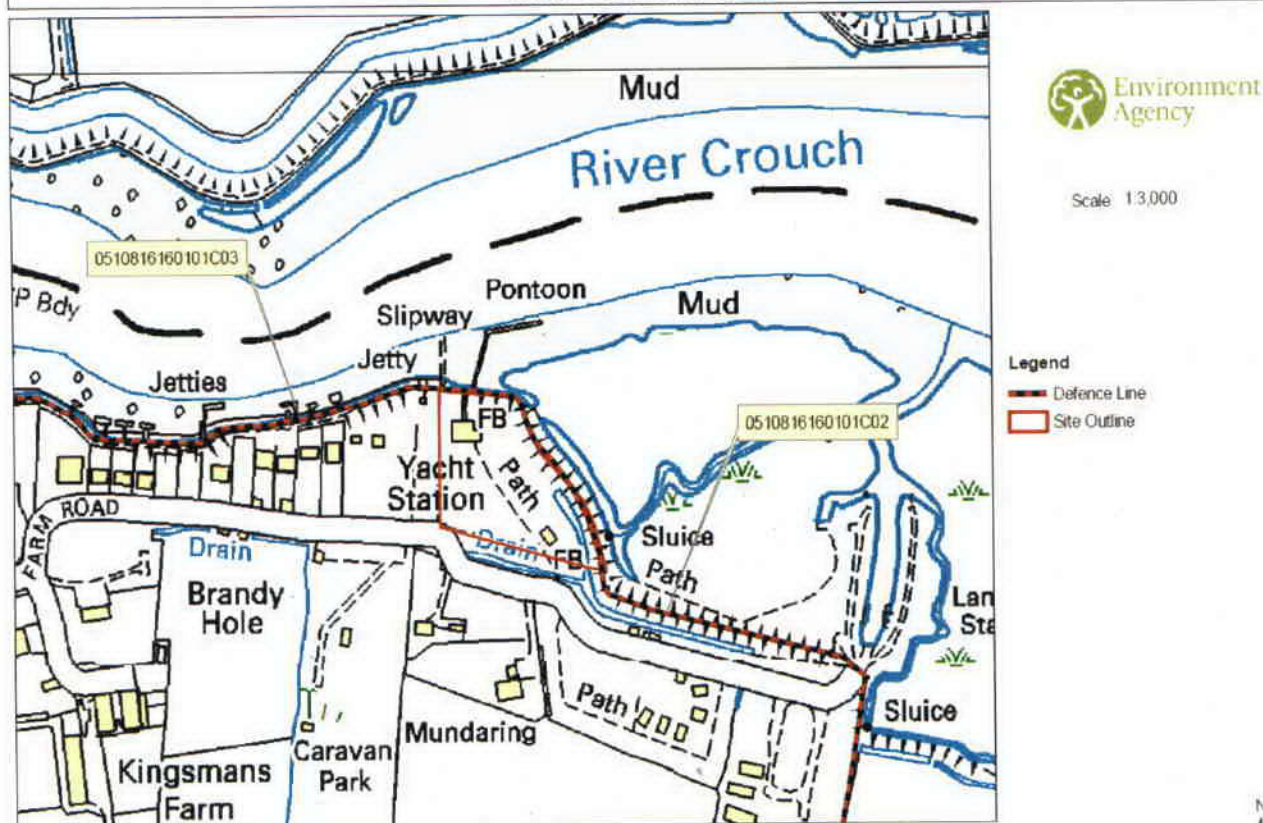 Mud
River Crouch
Environment
Agency
Scale 1:3,000
0510816160101C03
P Bdy
Pontoon
Slipway
Mud
Jetty
Jetties
Legend
Defence Line
Site Outline
0510816160101C02
FB
Yacht
Station
Path
FARM ROAD
Drain
Drain
FB
Sluice
Path
Brandy
Hole
Lan
Sta
Path
Sluice
Mundaring
Caravan
Park
Kingsmans
Farm
N